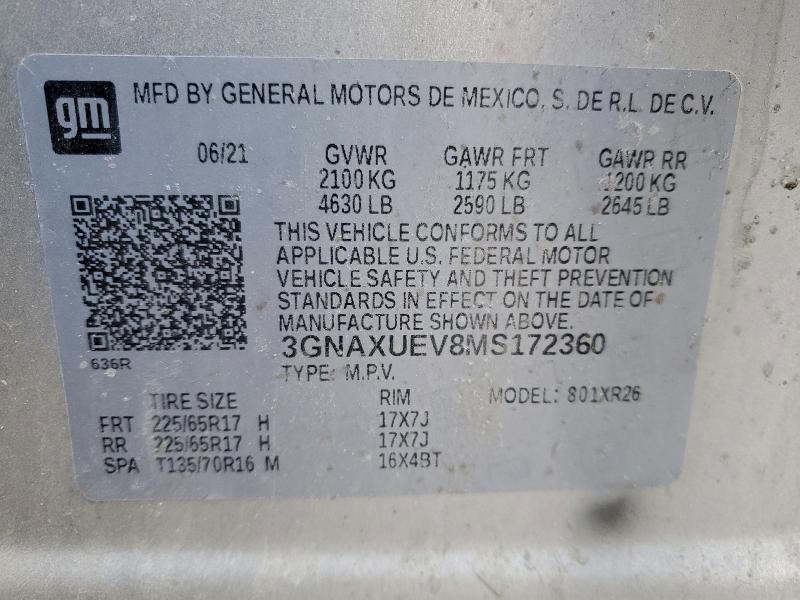 gm
MFD BY GENERAL MOTORS DE MEXICO, S. DE R.L. DE C.V.
06/21 GVWR GAWR FRT GAWR RR
2100 KG 1175 KG 1200 KG
4630 LB 2590 LB 2645 LB
THIS VEHICLE CONFORMS TO ALL
APPLICABLE U.S. FEDERAL MOTOR
VEHICLE SAFETY AND THEFT PREVENTION
STANDARDS IN EFFECT ON THE DATE OF
MANUFACTURE SHOWN ABOVE.
3GNAXUEV8MS172360
636R
TYPE: M.P.V.
TIRE SIZE RIM MODEL: 801XR26
FRT 225/65R17 H 17X7J
RR 225/65R17 H 17X7J
SPA T135/70R16 M 16X4BT